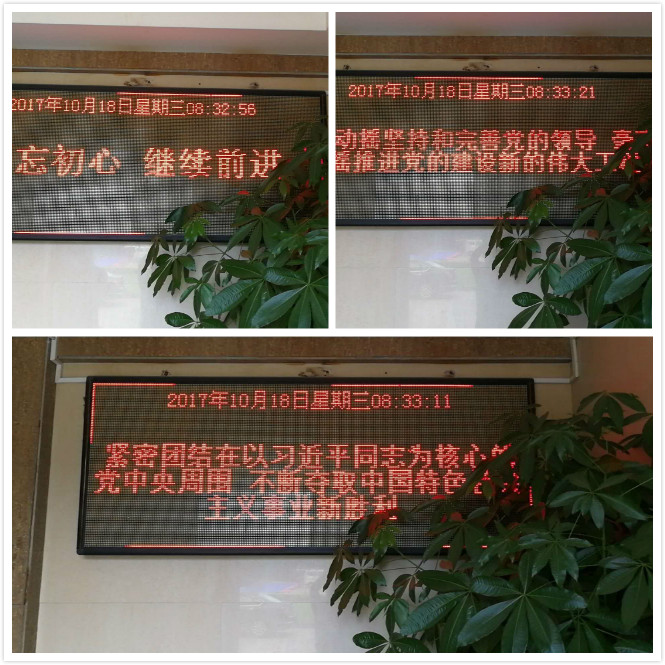 2017年10月18日星期三08:32:56
忘初心 继续前进
2017年10月18日星期三08:33:21
动摇坚持和完善党的领导
摇推进党的建设新的伟大工
2017年10月18日星期三08:33:11
紧密团结在以习近平同志为核心的
党中央周围 不断夺取中国特色
主义事业新胜利